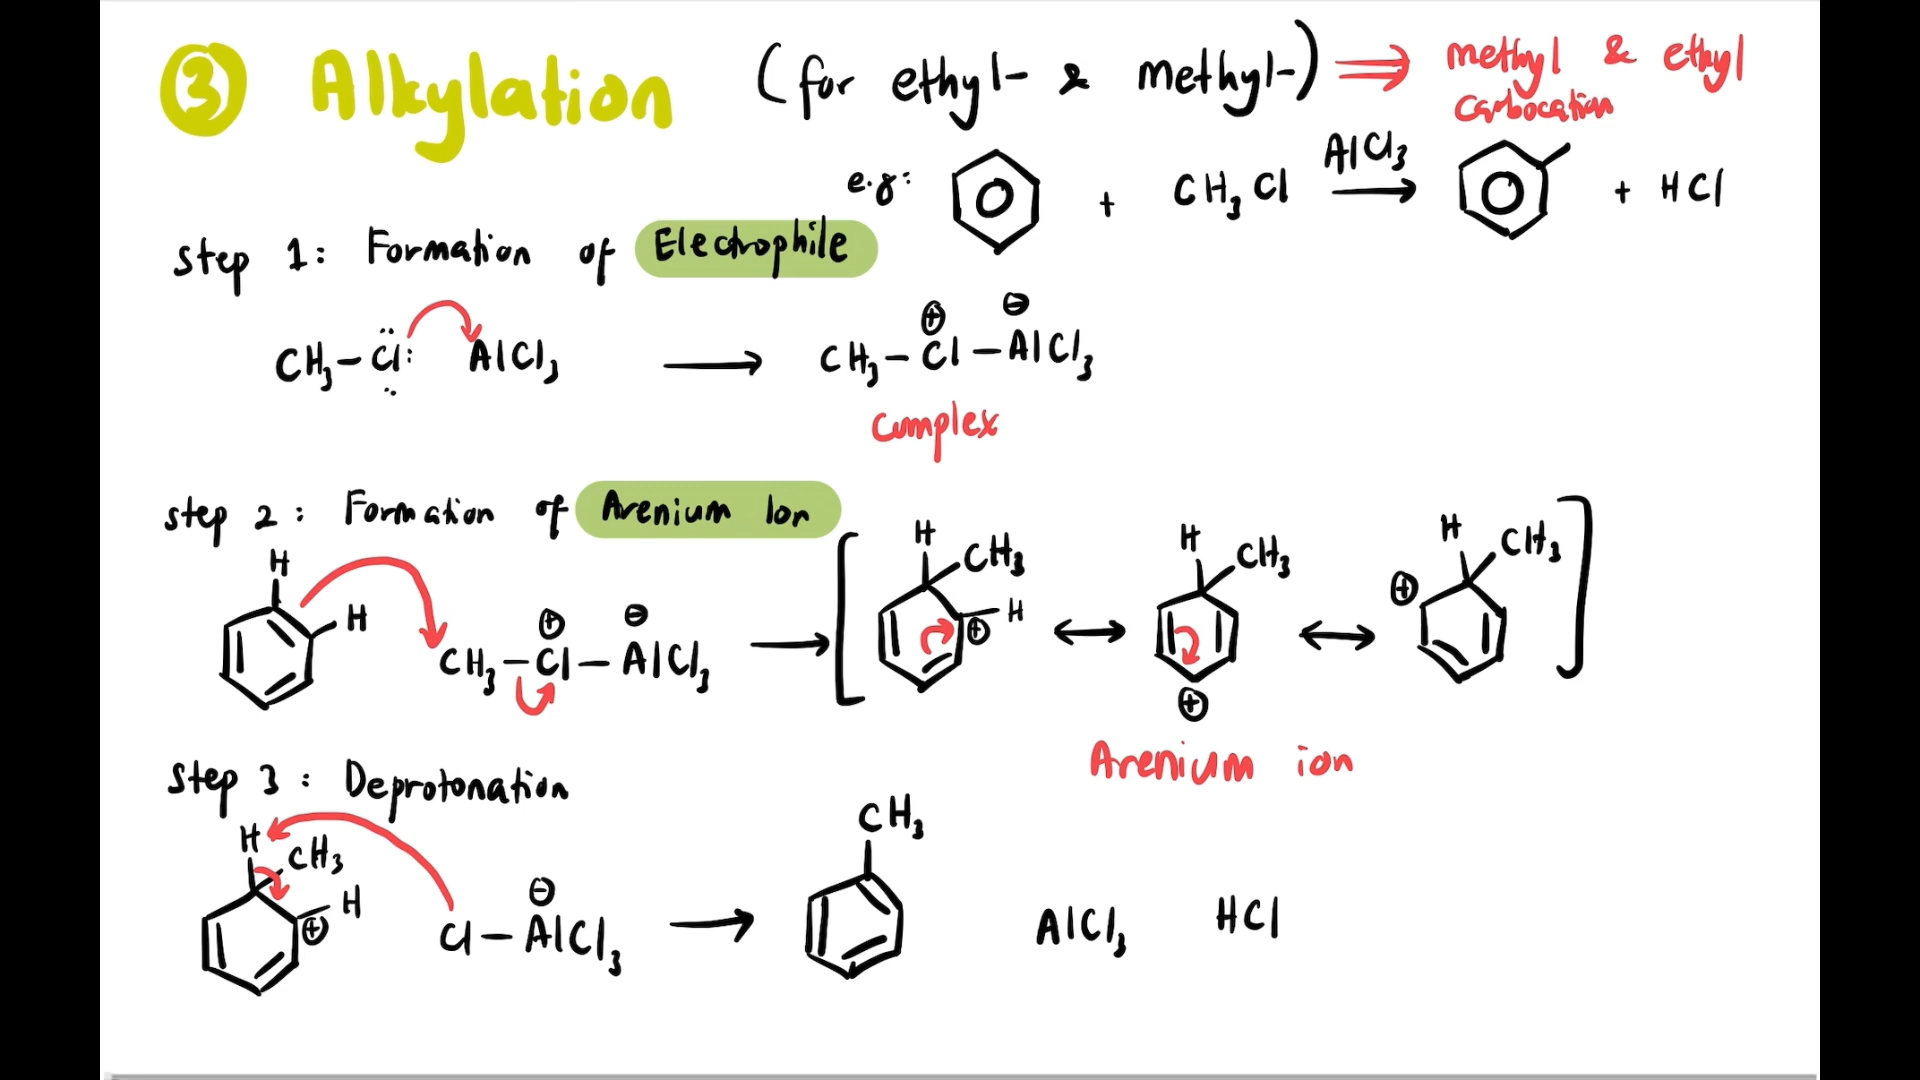 ③ Alkylation (for ethyl- & methyl-) ⇒ methyl & ethyl
carbocation
e.g: + CH₃Cl AlCl₃ → + HCl
Step 1: Formation of Electrophile
CH₃-Cl: AlCl₃ → CH₃-Cl-AlCl₃
⊕ ⊖
Complex
Step 2: Formation of Arenium Ion
H H CH₃-Cl-AlCl₃ ⊕ ⊖ → [ H CH₃ H ⊕ ↔ H CH₃ ⊕ ↔ H CH₃ ⊕ ]
Arenium ion
Step 3: Deprotonation
H CH₃ H ⊕ Cl-AlCl₃ ⊖ → CH₃ AlCl₃ HCl